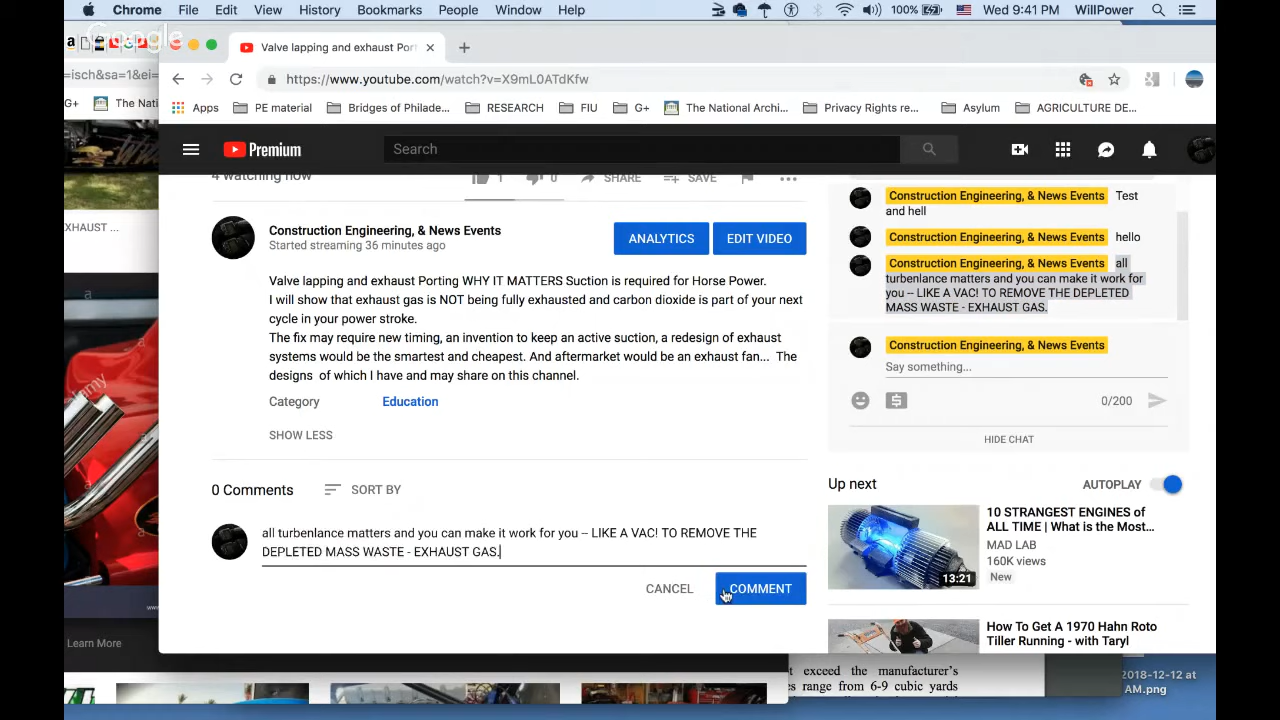 Chrome File Edit View History Bookmarks People Window Help 100% Wed 9:41 PM WillPower
Google
Valve lapping and exhaust Port
=isch&sa=1&ei=
https://www.youtube.com/watch?v=X9mL0ATdKfw
G+ The Na
Apps PE material Bridges of Philade... RESEARCH FIU G+ The National Archi... Privacy Rights re... Asylum AGRICULTURE DE...
Premium
Search
4 watching now
1 0 SHARE SAVE
Construction Engineering, & News Events
Started streaming 36 minutes ago
ANALYTICS
EDIT VIDEO
Valve lapping and exhaust Porting WHY IT MATTERS Suction is required for Horse Power.
I will show that exhaust gas is NOT being fully exhausted and carbon dioxide is part of your next
cycle in your power stroke.
The fix may require new timing, an invention to keep an active suction, a redesign of exhaust
systems would be the smartest and cheapest. And aftermarket would be an exhaust fan... The
designs of which I have and may share on this channel.
Category Education
SHOW LESS
0 Comments SORT BY
all turbenlance matters and you can make it work for you -- LIKE A VAC! TO REMOVE THE
DEPLETED MASS WASTE - EXHAUST GAS.
CANCEL COMMENT
Construction Engineering, & News Events Test
and hell
Construction Engineering, & News Events hello
Construction Engineering, & News Events all
turbenlance matters and you can make it work for
you -- LIKE A VAC! TO REMOVE THE DEPLETED
MASS WASTE - EXHAUST GAS.
Construction Engineering, & News Events
Say something...
0/200
HIDE CHAT
Up next AUTOPLAY
10 STRANGEST ENGINES of
ALL TIME | What is the Most...
MAD LAB
160K views
New
13:21
How To Get A 1970 Hahn Roto
Tiller Running - with Taryl
EXHAUST ...
a
a
a
www
Learn More
exceed the manufacturer's
range from 6-9 cubic yards
2018-12-12 at
AM.png